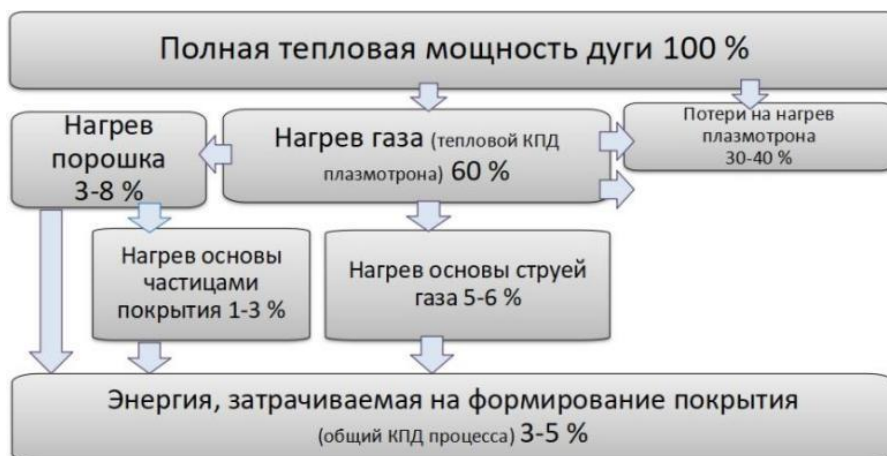 Полная тепловая мощность дуги 100 %
Нагрев
порошка
3-8 %
Нагрев газа (тепловой КПД
плазмотрона) 60 %
Потери на нагрев
плазмотрона
30-40 %
Нагрев основы
частицами
покрытия 1-3 %
Нагрев основы струей
газа 5-6 %
Энергия, затрачиваемая на формирование покрытия
(общий КПД процесса) 3-5 %